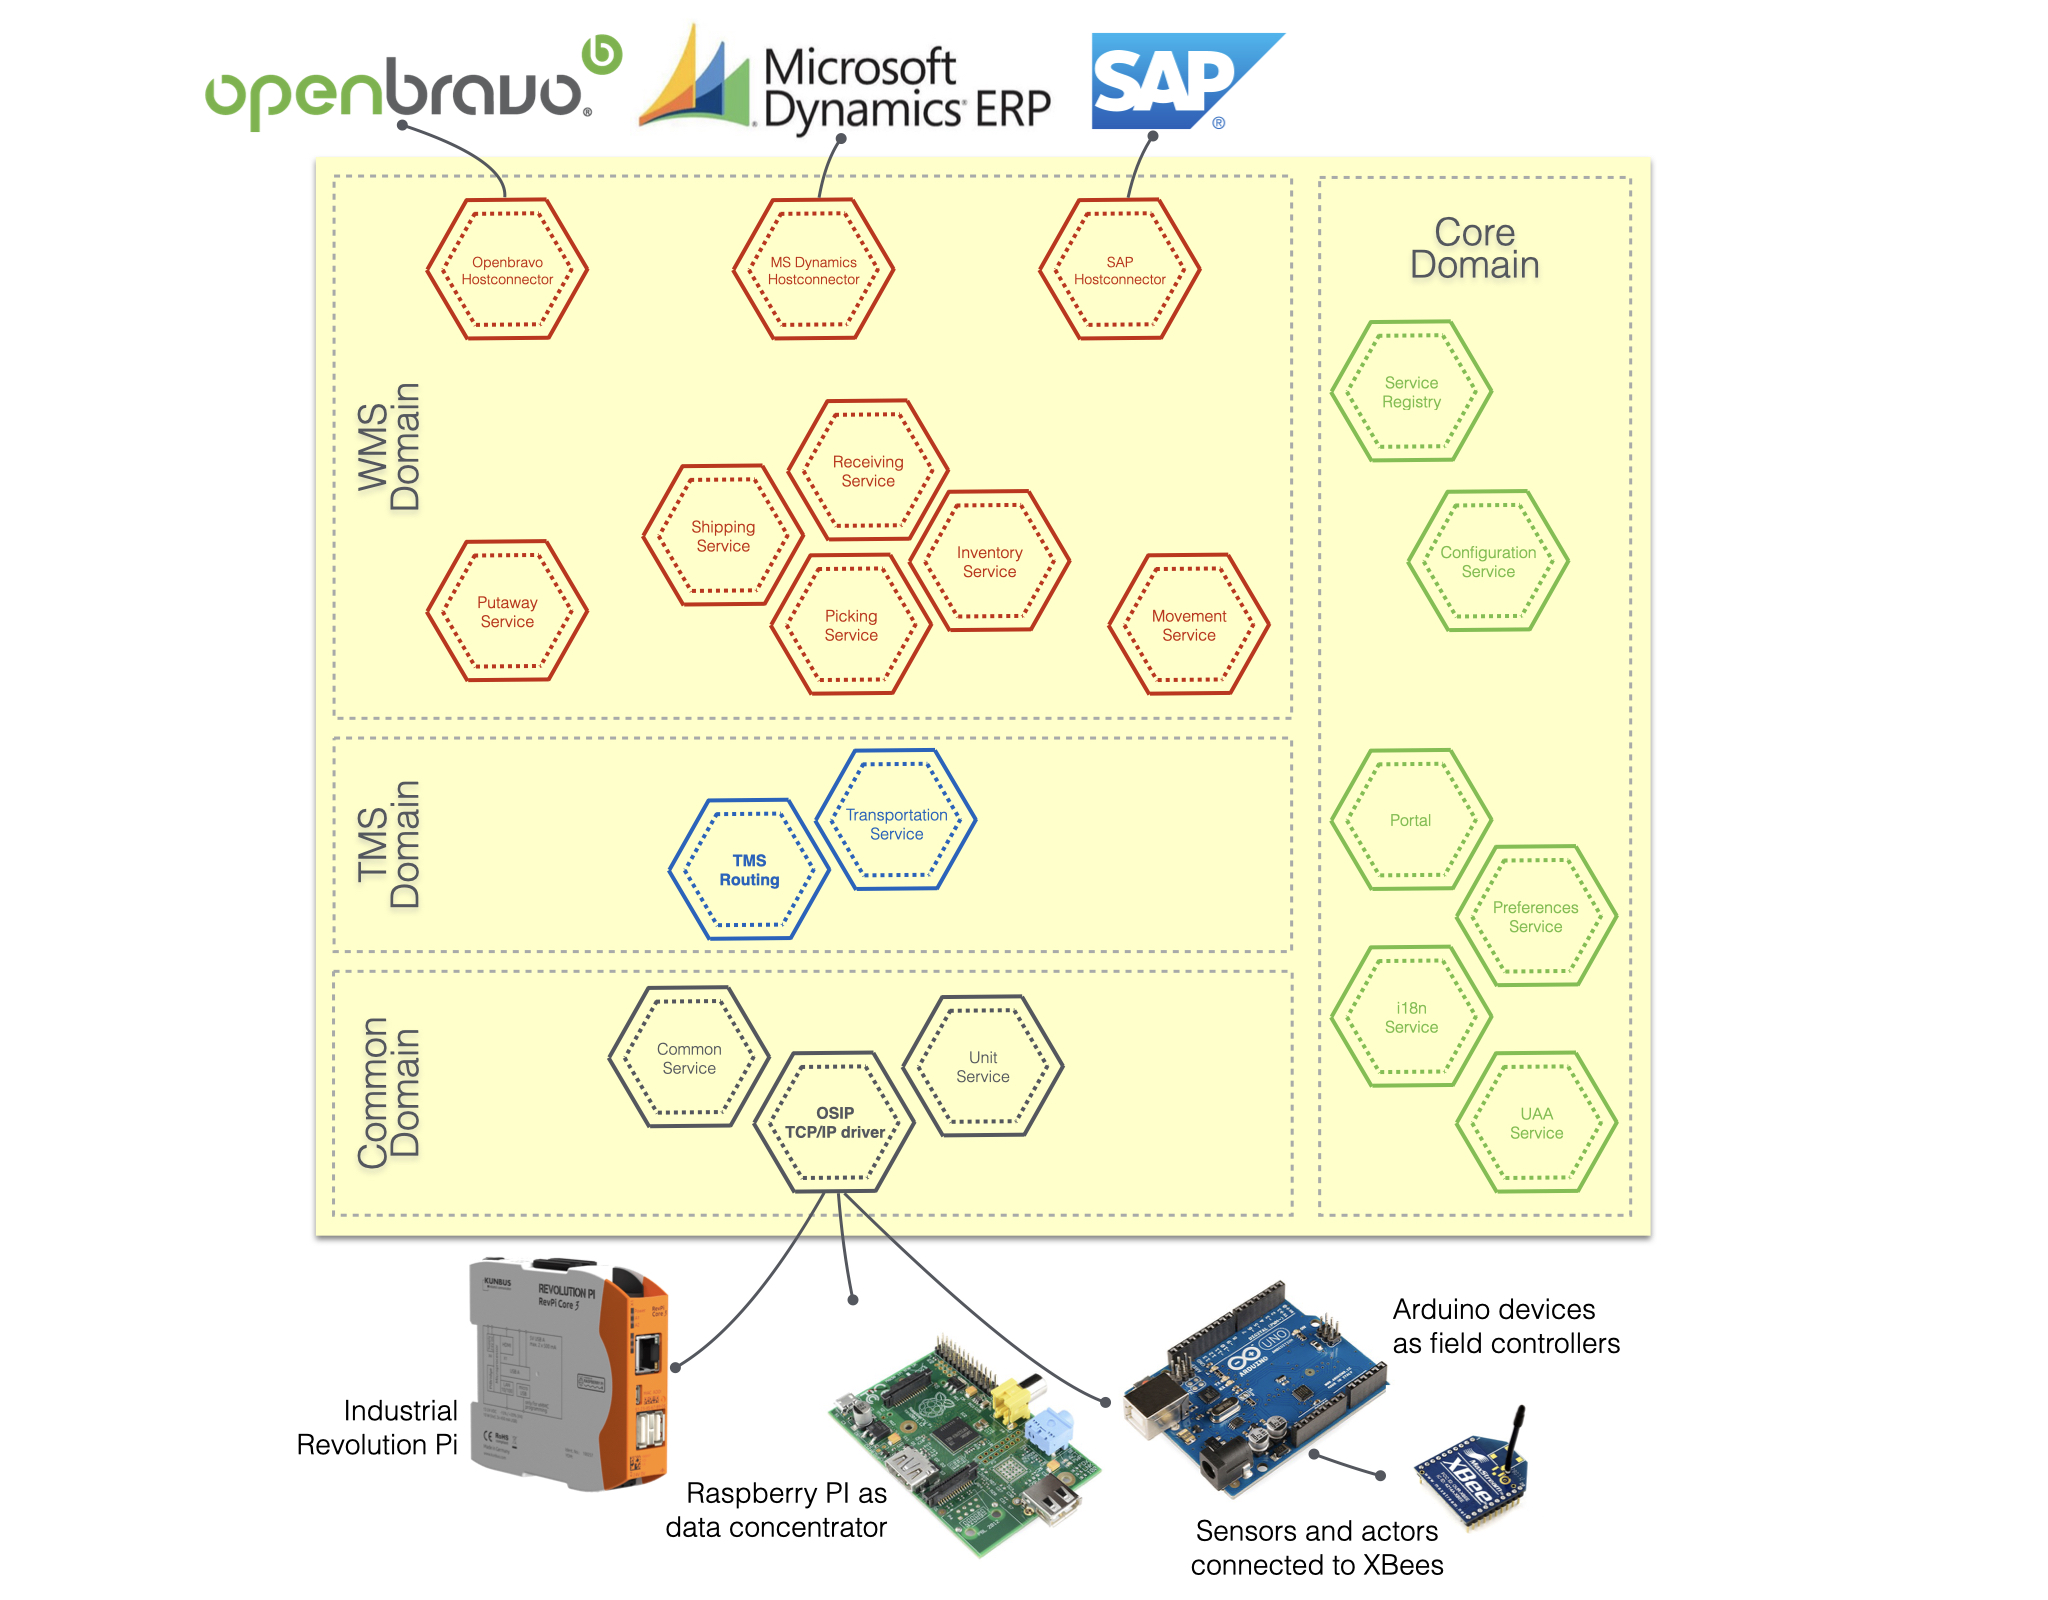 openbravo®
b
Microsoft
Dynamics® ERP
SAP®
WMS
Domain
Openbravo
Hostconnector
MS Dynamics
Hostconnector
SAP
Hostconnector
Receiving
Service
Shipping
Service
Inventory
Service
Putaway
Service
Picking
Service
Movement
Service
Core
Domain
Service
Registry
Configuration
Service
Portal
Preferences
Service
i18n
Service
UAA
Service
TMS
Domain
Transportation
Service
TMS
Routing
Common
Domain
Common
Service
Unit
Service
OSIP
TCP/IP driver
KUNBUS
REVOLUTION PI
RevPi Core 3
Industrial
Revolution Pi
Raspberry PI as
data concentrator
UNO
ARDUINO
Arduino devices
as field controllers
XBee
Sensors and actors
connected to XBees